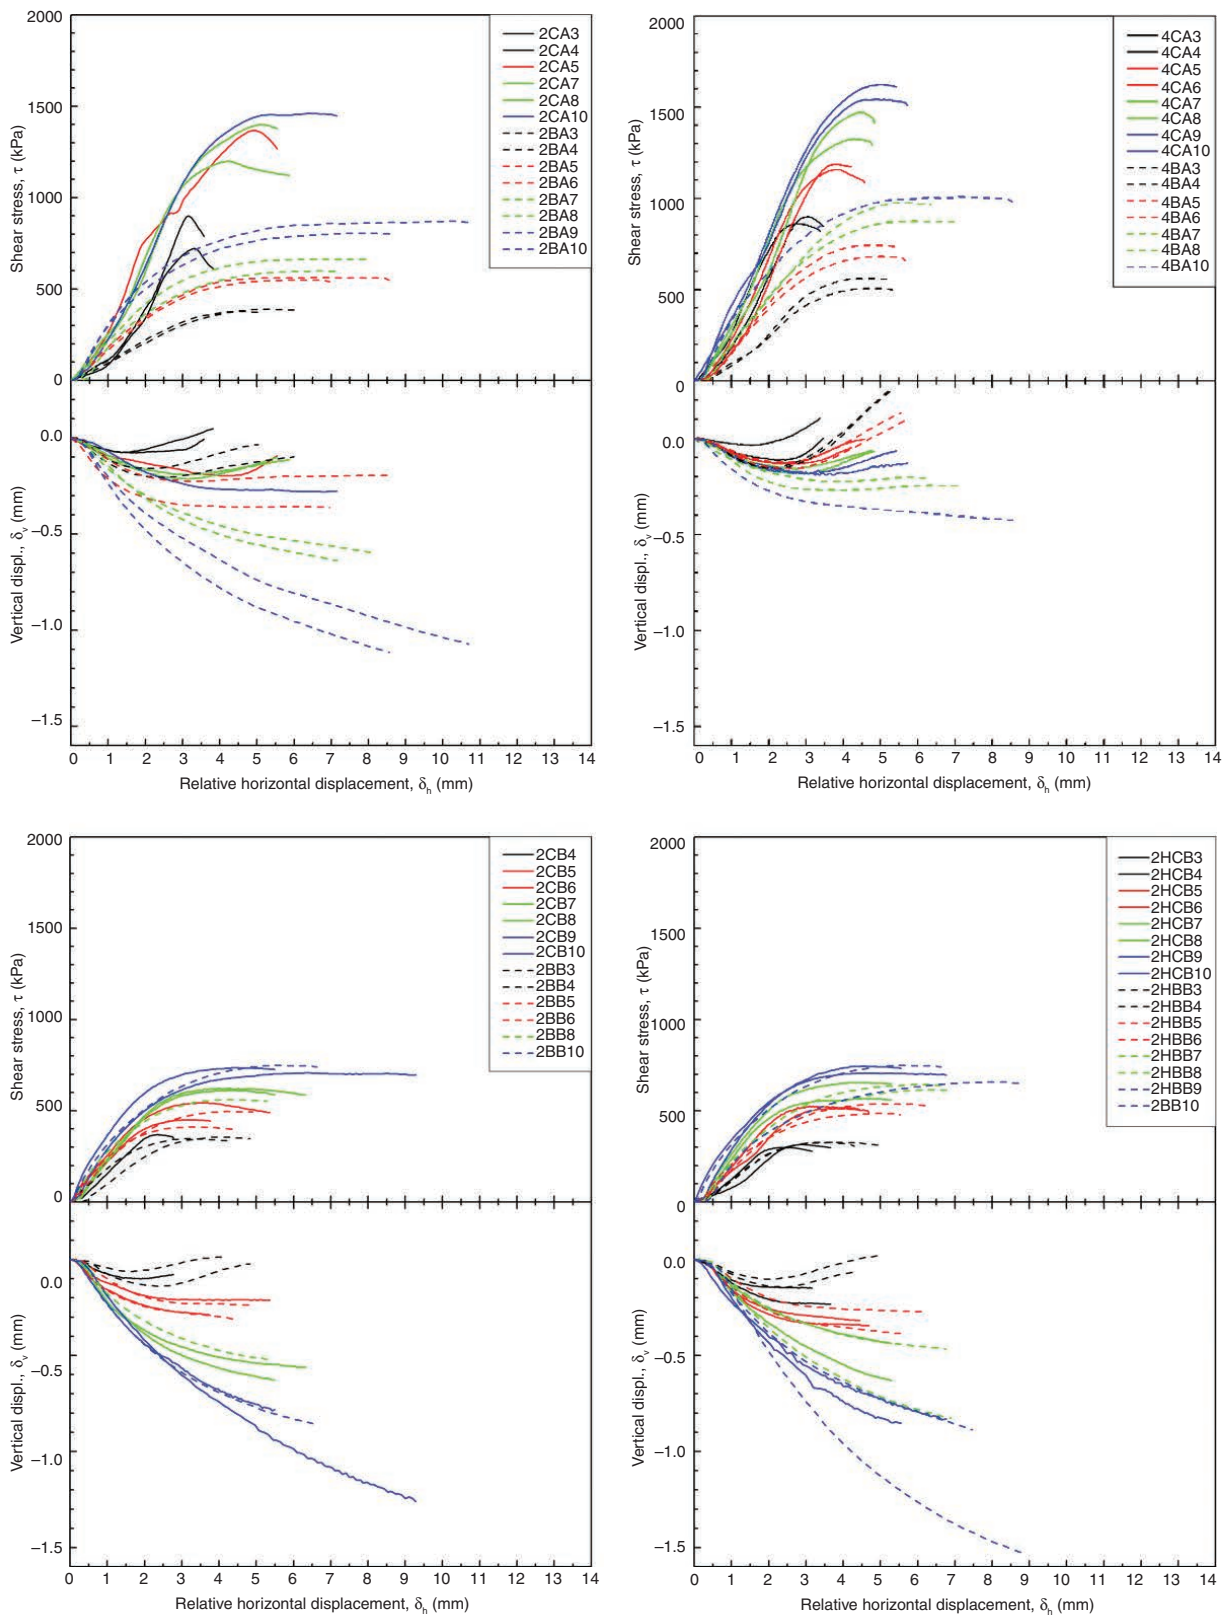 2000
1500
1000
500
0
Shear stress, τ (kPa)
2CA3
2CA4
2CA5
2CA7
2CA8
2CA10
2BA3
2BA4
2BA5
2BA6
2BA7
2BA8
2BA9
2BA10
0.0
–0.5
–1.0
–1.5
Vertical displ., δv (mm)
0 1 2 3 4 5 6 7 8 9 10 11 12 13 14
Relative horizontal displacement, δh (mm)
2000
1500
1000
500
0
Shear stress, τ (kPa)
4CA3
4CA4
4CA5
4CA6
4CA7
4CA8
4CA9
4CA10
4BA3
4BA4
4BA5
4BA6
4BA7
4BA8
4BA10
0.0
–0.5
–1.0
–1.5
Vertical displ., δv (mm)
0 1 2 3 4 5 6 7 8 9 10 11 12 13 14
Relative horizontal displacement, δh (mm)
2000
1500
1000
500
0
Shear stress, τ (kPa)
2CB4
2CB5
2CB6
2CB7
2CB8
2CB9
2CB10
2BB3
2BB4
2BB5
2BB6
2BB8
2BB10
0.0
–0.5
–1.0
–1.5
Vertical displ., δv (mm)
0 1 2 3 4 5 6 7 8 9 10 11 12 13 14
Relative horizontal displacement, δh (mm)
2000
1500
1000
500
0
Shear stress, τ (kPa)
2HCB3
2HCB4
2HCB5
2HCB6
2HCB7
2HCB8
2HCB9
2HCB10
2HBB3
2HBB4
2HBB5
2HBB6
2HBB7
2HBB8
2HBB9
2BB10
0.0
–0.5
–1.0
–1.5
Vertical displ., δv (mm)
0 1 2 3 4 5 6 7 8 9 10 11 12 13 14
Relative horizontal displacement, δh (mm)